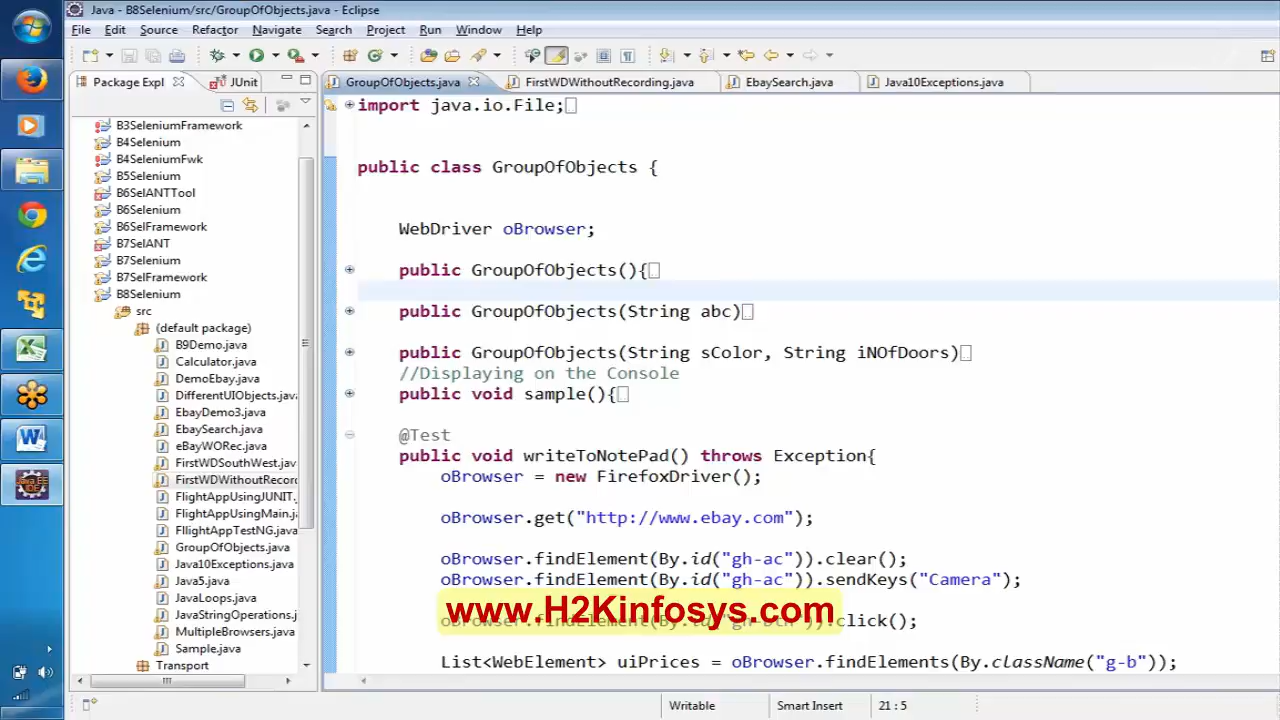 Java - B8Selenium/src/GroupOfObjects.java - Eclipse
File Edit Source Refactor Navigate Search Project Run Window Help
Package Expl JUnit
GroupOfObjects.java FirstWDWithoutRecording.java EbaySearch.java Java10Exceptions.java
B3SeleniumFramework
B4Selenium
B4SeleniumFwk
B5Selenium
B6SelANTTool
B6Selenium
B6SelFramework
B7SelANT
B7Selenium
B7SelFramework
B8Selenium
src
(default package)
B9Demo.java
Calculator.java
DemoEbay.java
DifferentUIObjects.java
EbayDemo3.java
EbaySearch.java
eBayWORec.java
FirstWDSouthWest.jav
FirstWDWithoutRecord
FlightAppUsingJUNIT.
FlightAppUsingMain.j
FllightAppTestNG.java
GroupOfObjects.java
Java10Exceptions.java
Java5.java
JavaLoops.java
JavaStringOperations.j
MultipleBrowsers.java
Sample.java
Transport
import java.io.File;
public class GroupOfObjects {
WebDriver oBrowser;
public GroupOfObjects(){
public GroupOfObjects(String abc)
public GroupOfObjects(String sColor, String iNOfDoors)
//Displaying on the Console
public void sample(){
@Test
public void writeToNotePad() throws Exception{
oBrowser = new FirefoxDriver();
oBrowser.get("http://www.ebay.com");
oBrowser.findElement(By.id("gh-ac")).clear();
oBrowser.findElement(By.id("gh-ac")).sendKeys("Camera");
www.H2Kinfosys.com
oBrowser.findElement(By.id("gh-btn")).click();
List<WebElement> uiPrices = oBrowser.findElements(By.className("g-b"));
Writable Smart Insert 21 : 5
Java EE
IDE